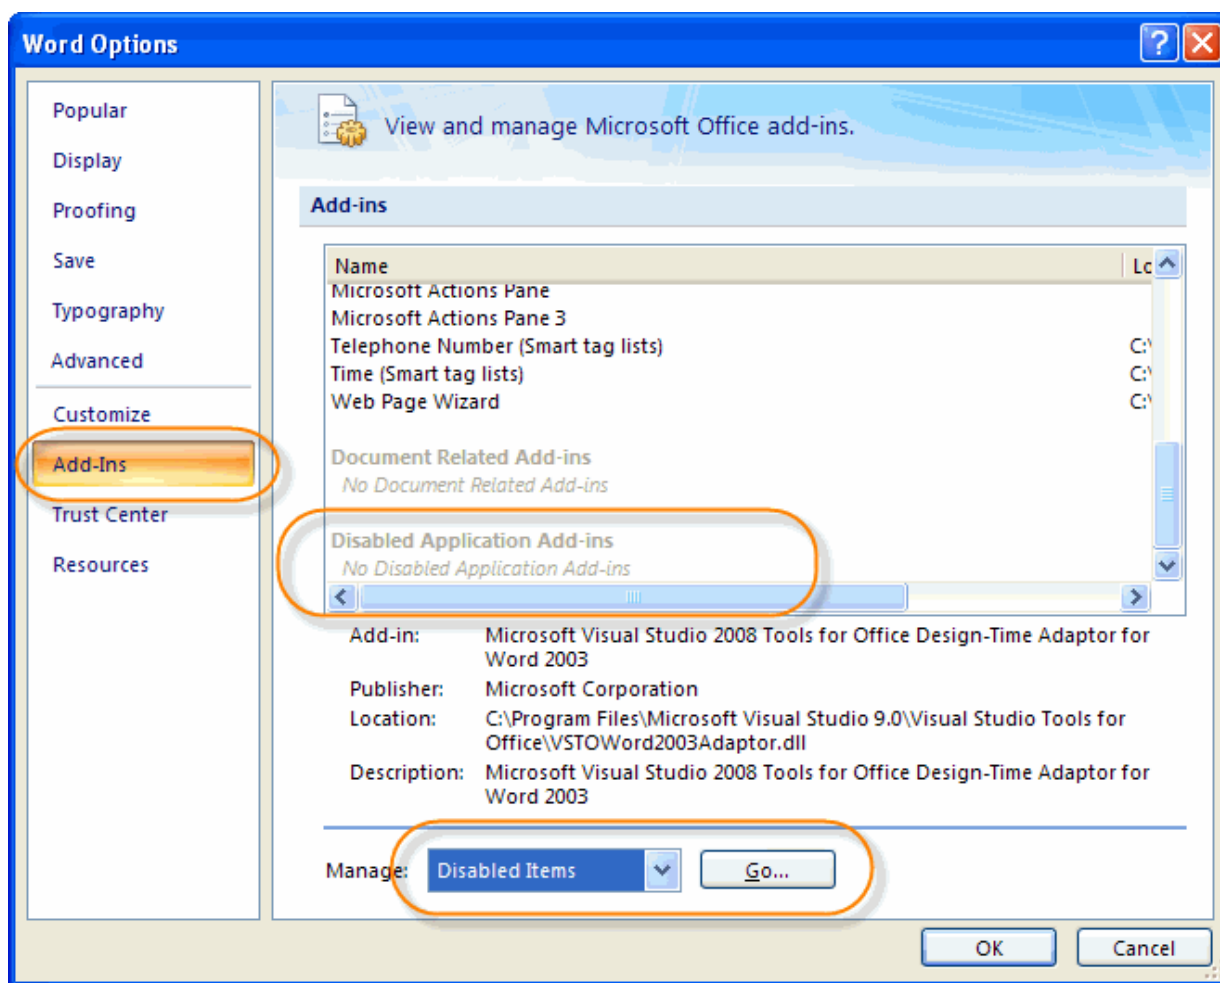 Word Options
Popular
Display
Proofing
Save
Typography
Advanced
Customize
Add-Ins
Trust Center
Resources
View and manage Microsoft Office add-ins.
Add-ins
Name
Microsoft Actions Pane
Microsoft Actions Pane 3
Telephone Number (Smart tag lists) C:\
Time (Smart tag lists) C:\
Web Page Wizard C:\
Document Related Add-ins
No Document Related Add-ins
Disabled Application Add-ins
No Disabled Application Add-ins
Add-in: Microsoft Visual Studio 2008 Tools for Office Design-Time Adaptor for
Word 2003
Publisher: Microsoft Corporation
Location: C:\Program Files\Microsoft Visual Studio 9.0\Visual Studio Tools for
Office\VSTOWord2003Adaptor.dll
Description: Microsoft Visual Studio 2008 Tools for Office Design-Time Adaptor for
Word 2003
Manage: Disabled Items Go...
OK Cancel